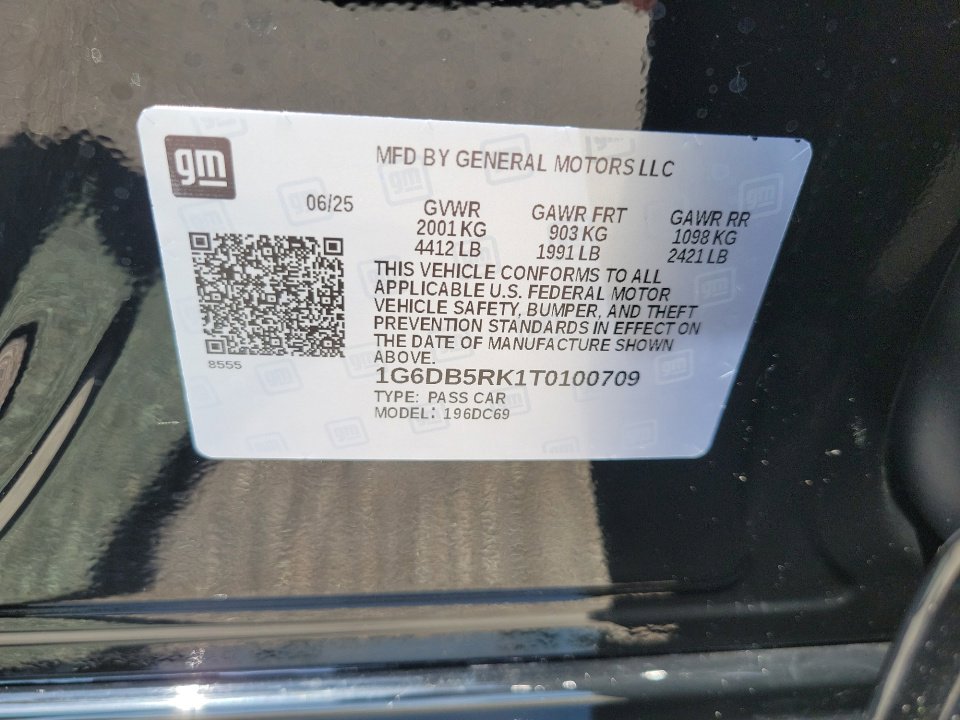 gm
MFD BY GENERAL MOTORS LLC
06/25
GVWR
2001 KG
4412 LB
GAWR FRT
903 KG
1991 LB
GAWR RR
1098 KG
2421 LB
THIS VEHICLE CONFORMS TO ALL
APPLICABLE U.S. FEDERAL MOTOR
VEHICLE SAFETY, BUMPER, AND THEFT
PREVENTION STANDARDS IN EFFECT ON
THE DATE OF MANUFACTURE SHOWN
ABOVE.
8555
1G6DB5RK1T0100709
TYPE: PASS CAR
MODEL: 196DC69